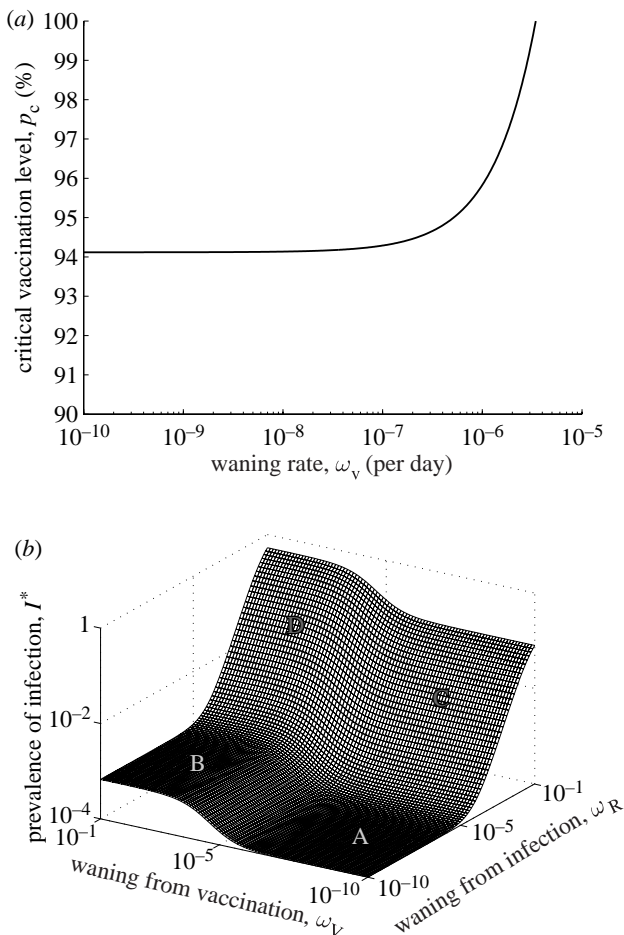 (a)
100
99
98
97
96
95
94
93
92
91
90
critical vaccination level, p_c (%)
10^–10 10^–9 10^–8 10^–7 10^–6 10^–5
waning rate, ω_v (per day)
(b)
prevalence of infection, I*
1
10^–2
10^–4
D
C
B
A
10^–1
10^–5
10^–10
waning from vaccination, ω_V
10^–10
10^–5
10^–1
waning from infection, ω_R